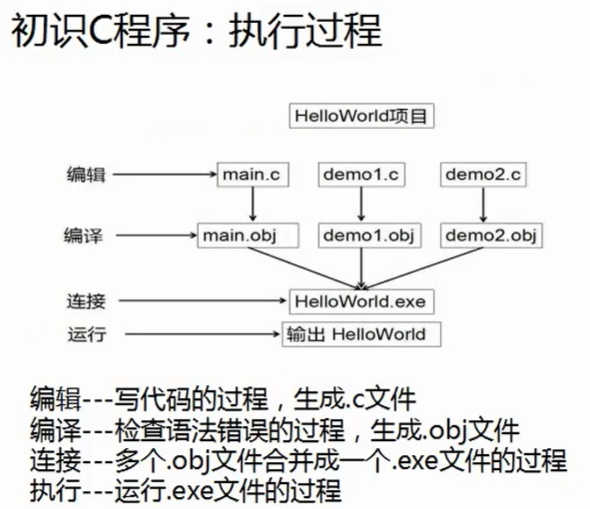 初识C程序：执行过程
HelloWorld项目
编辑 main.c demo1.c demo2.c
编译 main.obj demo1.obj demo2.obj
连接 HelloWorld.exe
运行 输出 HelloWorld
编辑---写代码的过程，生成.c文件
编译---检查语法错误的过程，生成.obj文件
连接---多个.obj文件合并成一个.exe文件的过程
执行---运行.exe文件的过程